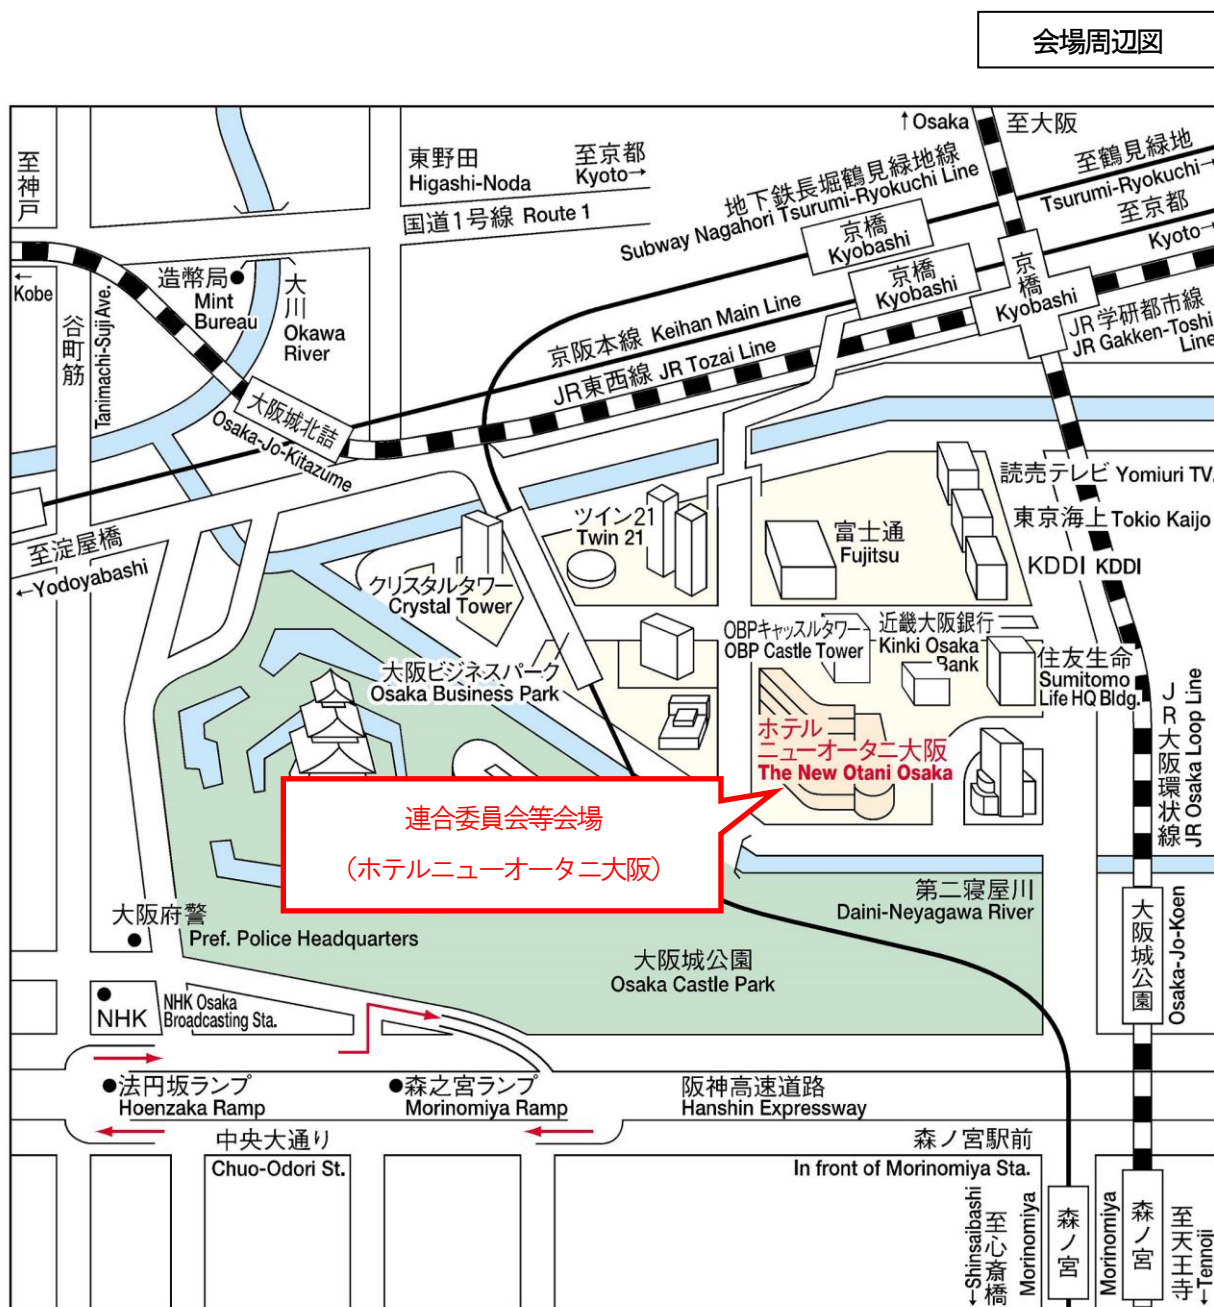 会場周辺図
↑Osaka
至大阪
至神戸
東野田
Higashi-Noda
至京都
Kyoto→
国道1号線 Route 1
地下鉄長堀鶴見緑地線
Subway Nagahori Tsurumi-Ryokuchi Line
至鶴見緑地
Tsurumi-Ryokuchi→
至京都
Kyoto→
京橋
Kyobashi
京橋
Kyobashi
京橋
Kyobashi
←
Kobe
造幣局
Mint
Bureau
大川
Okawa
River
谷町筋
Tanimachi-Suji Ave.
京阪本線 Keihan Main Line
JR東西線 JR Tozai Line
JR学研都市線
JR Gakken-Toshi
Line
大阪城北詰
Osaka-Jo-Kitazume
至淀屋橋
←Yodoyabashi
ツイン21
Twin 21
富士通
Fujitsu
読売テレビ Yomiuri TV.
東京海上 Tokio Kaijo
KDDI KDDI
クリスタルタワー
Crystal Tower
大阪ビジネスパーク
Osaka Business Park
OBPキャッスルタワー
OBP Castle Tower
近畿大阪銀行
Kinki Osaka
Bank
住友生命
Sumitomo
Life HQ Bldg.
JR大阪環状線
JR Osaka Loop Line
ホテル
ニューオータニ大阪
The New Otani Osaka
連合委員会等会場
（ホテルニューオータニ大阪）
第二寝屋川
Daini-Neyagawa River
大阪府警
Pref. Police Headquarters
大阪城公園
Osaka Castle Park
大阪城公園
Osaka-Jo-Koen
NHK
NHK Osaka
Broadcasting Sta.
法円坂ランプ
Hoenzaka Ramp
森之宮ランプ
Morinomiya Ramp
阪神高速道路
Hanshin Expressway
中央大通り
Chuo-Odori St.
森ノ宮駅前
In front of Morinomiya Sta.
←Shinsaibashi
至心斎橋
Morinomiya
森ノ宮
Morinomiya
森ノ宮
至天王寺
←Tennoji